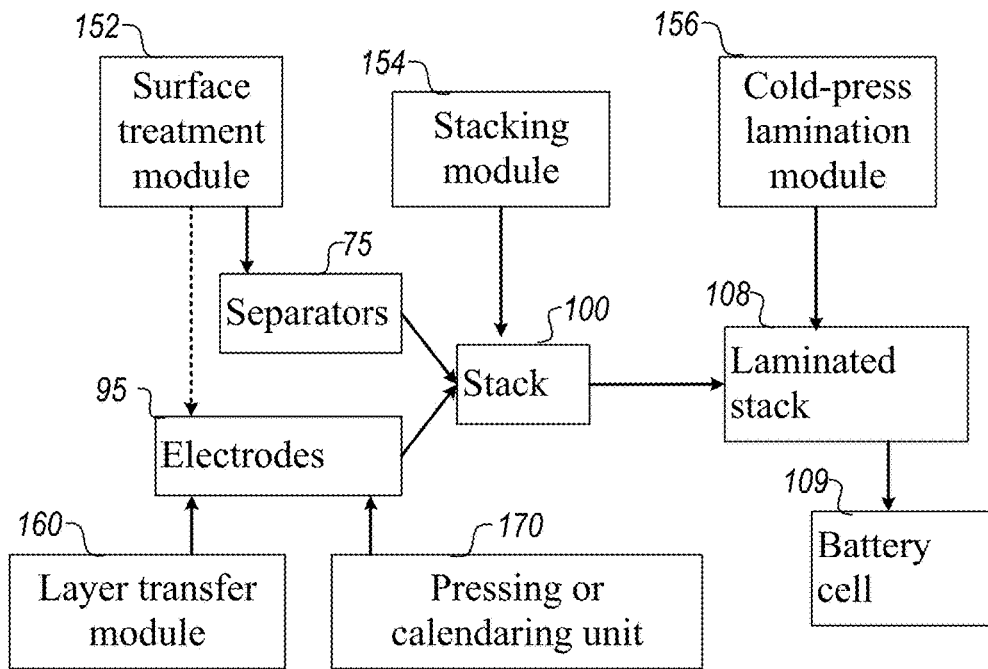 152
Surface
treatment
module
154
Stacking
module
156
Cold-press
lamination
module
75
Separators
100
Stack
108
Laminated
stack
95
Electrodes
109
Battery
cell
160
Layer transfer
module
170
Pressing or
calendaring unit